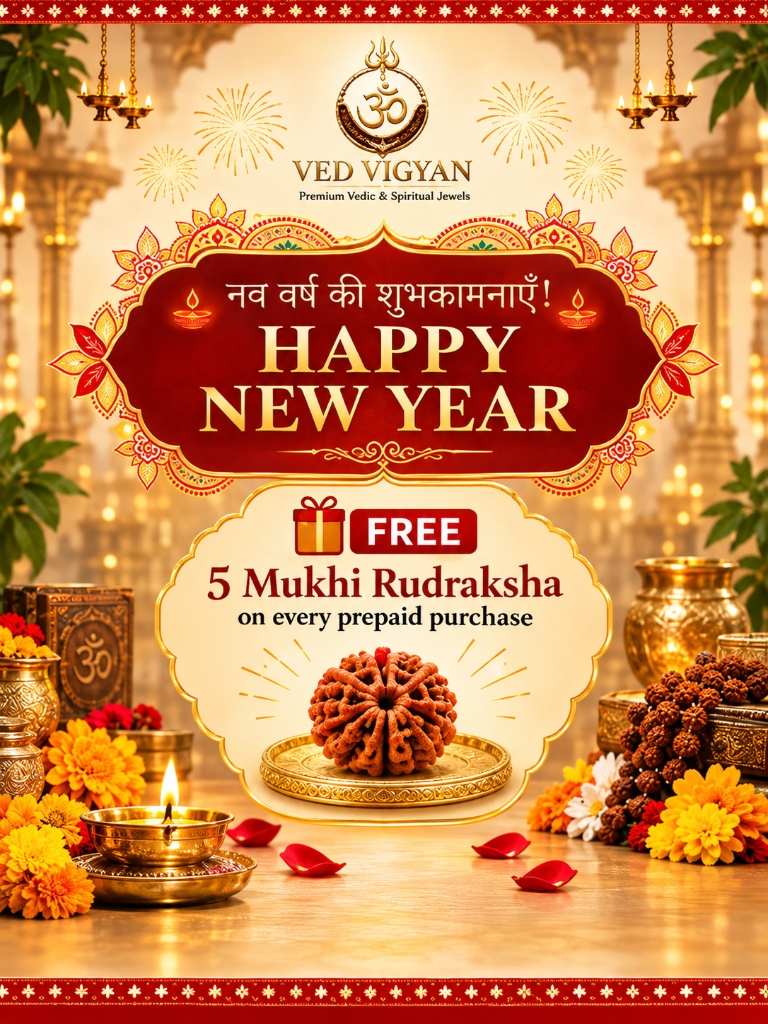 ॐ
VED VIGYAN
Premium Vedic & Spiritual Jewels
नव वर्ष की शुभकामनाएँ!
HAPPY
NEW YEAR
FREE
5 Mukhi Rudraksha
on every prepaid purchase
ॐ